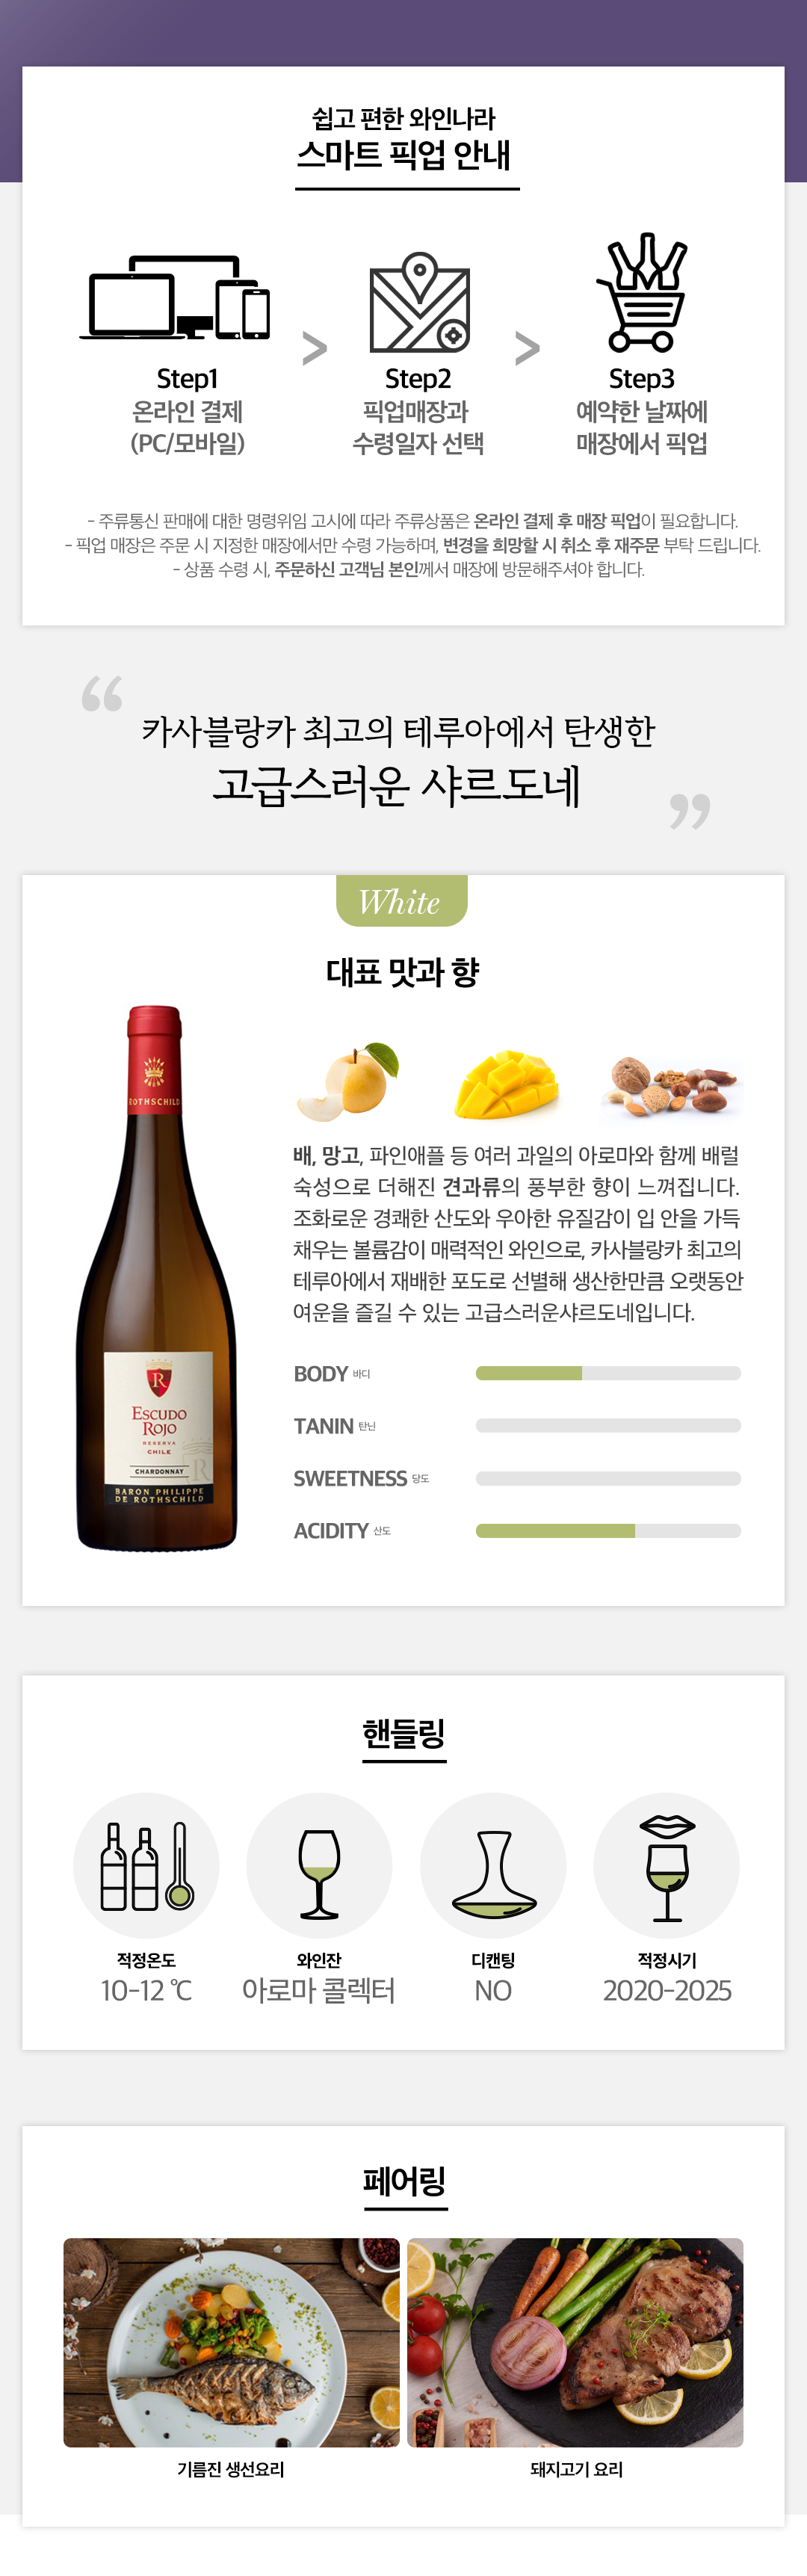 쉽고 편한 와인나라
스마트 픽업 안내
Step1
온라인 결제
(PC/모바일)
>
Step2
픽업매장과
수령일자 선택
>
Step3
예약한 날짜에
매장에서 픽업
- 주류통신 판매에 대한 명령위임 고시에 따라 주류상품은 온라인 결제 후 매장 픽업이 필요합니다.
- 픽업 매장은 주문 시 지정한 매장에서만 수령 가능하며, 변경을 희망할 시 취소 후 재주문 부탁 드립니다.
- 상품 수령 시, 주문하신 고객님 본인께서 매장에 방문해주셔야 합니다.
“
카사블랑카 최고의 테루아에서 탄생한
고급스러운 샤르도네
”
White
대표 맛과 향
ROTHSCHILD
배, 망고, 파인애플 등 여러 과일의 아로마와 함께 배럴
숙성으로 더해진 견과류의 풍부한 향이 느껴집니다.
조화로운 경쾌한 산도와 우아한 유질감이 입 안을 가득
채우는 볼륨감이 매력적인 와인으로, 카사블랑카 최고의
테루아에서 재배한 포도로 선별해 생산한만큼 오랫동안
여운을 즐길 수 있는 고급스러운샤르도네입니다.
R
ESCUDO
ROJO
RESERVA
CHILE
CHARDONNAY
R
BARON PHILIPPE
DE ROTHSCHILD
BODY 바디
TANIN 탄닌
SWEETNESS 당도
ACIDITY 산도
핸들링
적정온도
10-12 ℃
와인잔
아로마 콜렉터
디캔팅
NO
적정시기
2020-2025
페어링
기름진 생선요리
돼지고기 요리